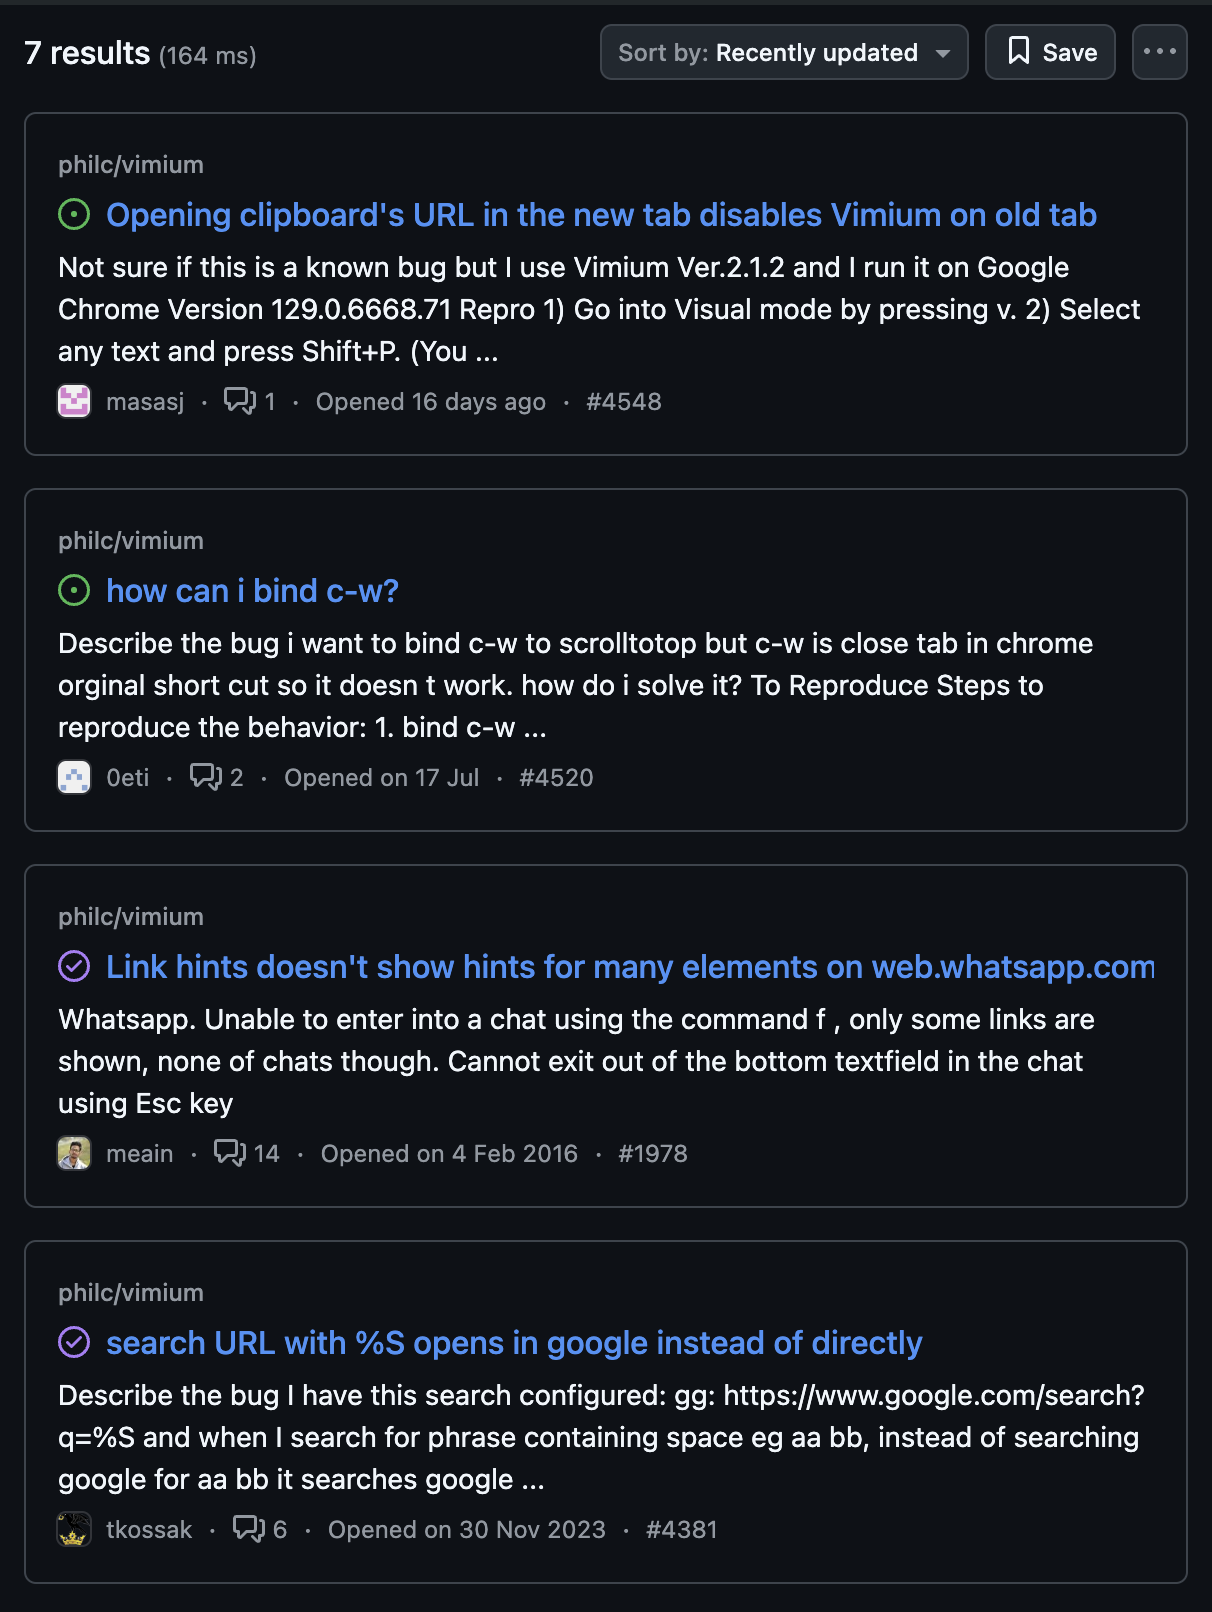 7 results (164 ms)
Sort by: Recently updated
Save
philc/vimium
Opening clipboard's URL in the new tab disables Vimium on old tab
Not sure if this is a known bug but I use Vimium Ver.2.1.2 and I run it on Google
Chrome Version 129.0.6668.71 Repro 1) Go into Visual mode by pressing v. 2) Select
any text and press Shift+P. (You ...
masasj · 1 · Opened 16 days ago · #4548
philc/vimium
how can i bind c-w?
Describe the bug i want to bind c-w to scrolltotop but c-w is close tab in chrome
orginal short cut so it doesn t work. how do i solve it? To Reproduce Steps to
reproduce the behavior: 1. bind c-w ...
0eti · 2 · Opened on 17 Jul · #4520
philc/vimium
Link hints doesn't show hints for many elements on web.whatsapp.com
Whatsapp. Unable to enter into a chat using the command f , only some links are
shown, none of chats though. Cannot exit out of the bottom textfield in the chat
using Esc key
meain · 14 · Opened on 4 Feb 2016 · #1978
philc/vimium
search URL with %S opens in google instead of directly
Describe the bug I have this search configured: gg: https://www.google.com/search?
q=%S and when I search for phrase containing space eg aa bb, instead of searching
google for aa bb it searches google ...
tkossak · 6 · Opened on 30 Nov 2023 · #4381